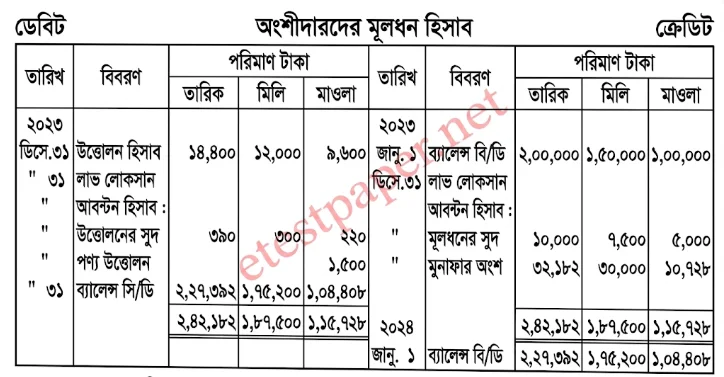 ডেবিট অংশীদারদের মূলধন হিসাব ক্রেডিট
তারিখ বিবরণ পরিমাণ টাকা তারিখ বিবরণ পরিমাণ টাকা
তারিক মিলি মাওলা তারিক মিলি মাওলা
২০২৩ ২০২৩
ডিসে.৩১ উত্তোলন হিসাব ১৪,৪০০ ১২,০০০ ৯,৬০০ জানু. ১ ব্যালেন্স বি/ডি ২,০০,০০০ ১,৫০,০০০ ১,০০,০০০
" ৩১ লাভ লোকসান ডিসে.৩১ লাভ লোকসান
" আবন্টন হিসাব : আবন্টন হিসাব :
" উত্তোলনের সুদ ৩৯০ ৩০০ ২২০ " মূলধনের সুদ ১০,০০০ ৭,৫০০ ৫,০০০
" পণ্য উত্তোলন ১,৫০০ " মুনাফার অংশ ৩২,১৮২ ৩০,০০০ ১০,৭২৮
" ৩১ ব্যালেন্স সি/ডি ২,২৭,৩৯২ ১,৭৫,২০০ ১,০৪,৪০৮
২,৪২,১৮২ ১,৮৭,৫০০ ১,১৫,৭২৮ ২০২৪ ২,৪২,১৮২ ১,৮৭,৫০০ ১,১৫,৭২৮
জানু. ১ ব্যালেন্স বি/ডি ২,২৭,৩৯২ ১,৭৫,২০০ ১,০৪,৪০৮
etestpaper.net